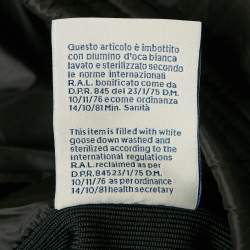 Questo articolo è imbottito
con piumino d'oca bianca
lavato e sterilizzato secondo
le norme internazionali
R.A.L. bonificato come da
D.P.R. 845 del 23/1/75 D.M.
10/11/76 e come ordinanza
14/10/81 Min. Sanità
This item is filled with white
goose down washed and
sterilized according to the
international regulations
R.A.L. reclaimed as per
D.P.R. 84523/1/75 D.M.
10/11/76 as per ordinance
14/10/81 health secretary